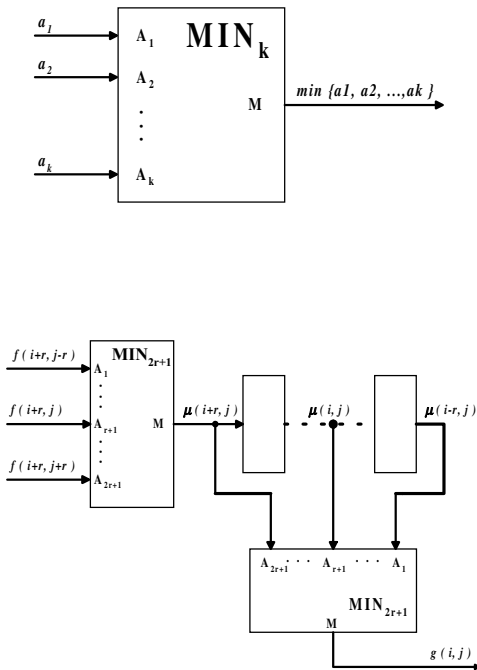 a₁
A₁
MINₖ
a₂
A₂
M
min {a1, a2, ...,ak }
aₖ
Aₖ
f ( i+r, j-r )
MIN₂ᵣ₊₁
A₁
f ( i+r, j )
Aᵣ₊₁
M
μ( i+r, j )
μ( i, j )
μ( i-r, j )
f ( i+r, j+r )
A₂ᵣ₊₁
A₂ᵣ₊₁ · · · Aᵣ₊₁ · · · A₁
MIN₂ᵣ₊₁
M
g ( i, j )